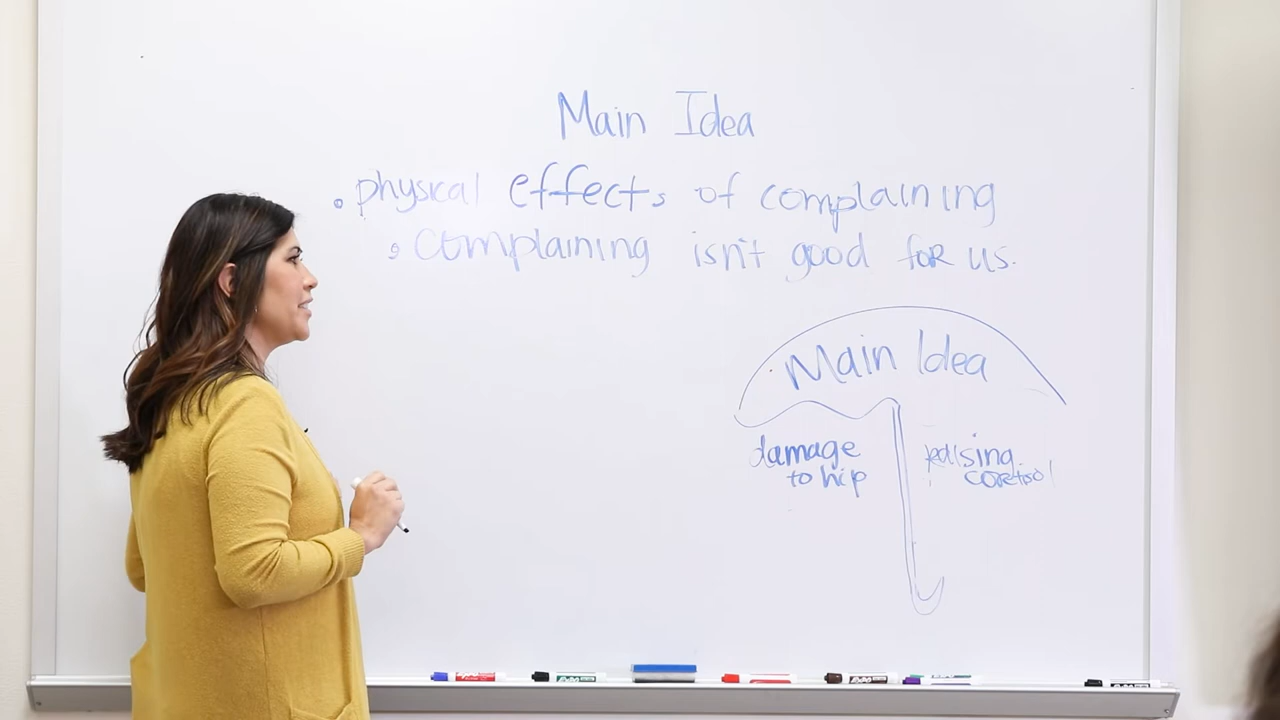 Main Idea
• physical effects of complaining
• complaining isn't good for us.
Main Idea
damage
to hip
raising
cortisol